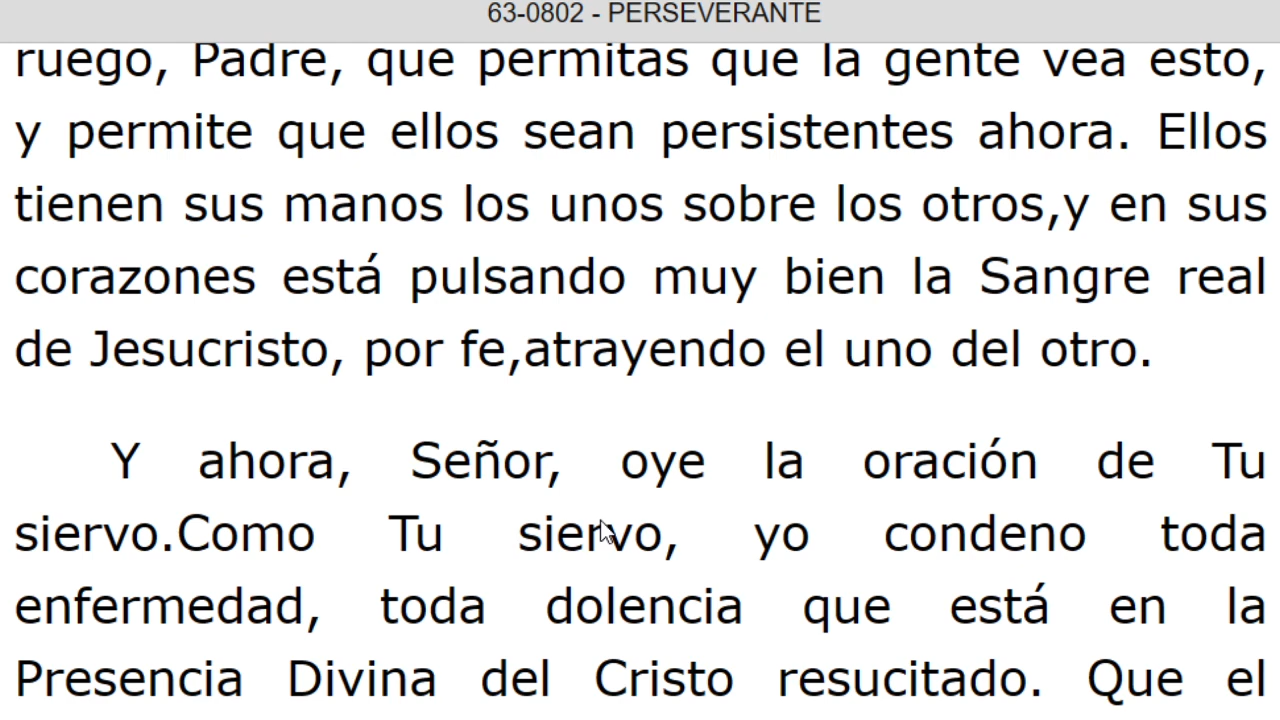 63-0802 - PERSEVERANTE
ruego, Padre, que permitas que la gente vea esto,
y permite que ellos sean persistentes ahora. Ellos
tienen sus manos los unos sobre los otros,y en sus
corazones está pulsando muy bien la Sangre real
de Jesucristo, por fe,atrayendo el uno del otro.
Y ahora, Señor, oye la oración de Tu
siervo.Como Tu siervo, yo condeno toda
enfermedad, toda dolencia que está en la
Presencia Divina del Cristo resucitado. Que el